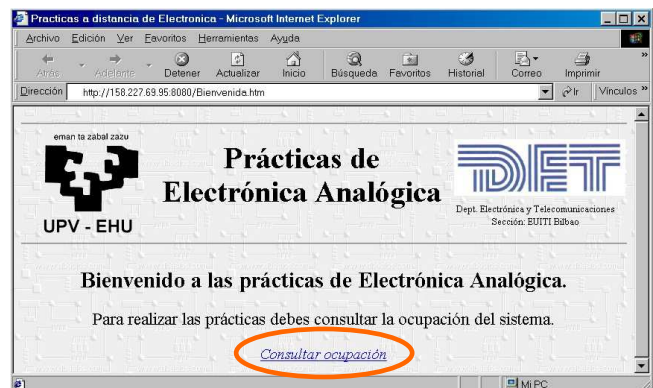 Practicas a distancia de Electronica - Microsoft Internet Explorer
Archivo Edición Ver Favoritos Herramientas Ayuda
Atrás Adelante Detener Actualizar Inicio Búsqueda Favoritos Historial Correo Imprimir »
Dirección http://158.227.69.95:8080/Bienvenida.htm Ir Vínculos »
eman ta zabal zazu
UPV - EHU
Prácticas de
Electrónica Analógica
DET
Dept. Electrónica y Telecomunicaciones
Sección: EUITI Bilbao
Bienvenido a las prácticas de Electrónica Analógica.
Para realizar las prácticas debes consultar la ocupación del sistema.
Consultar ocupación
Mi PC